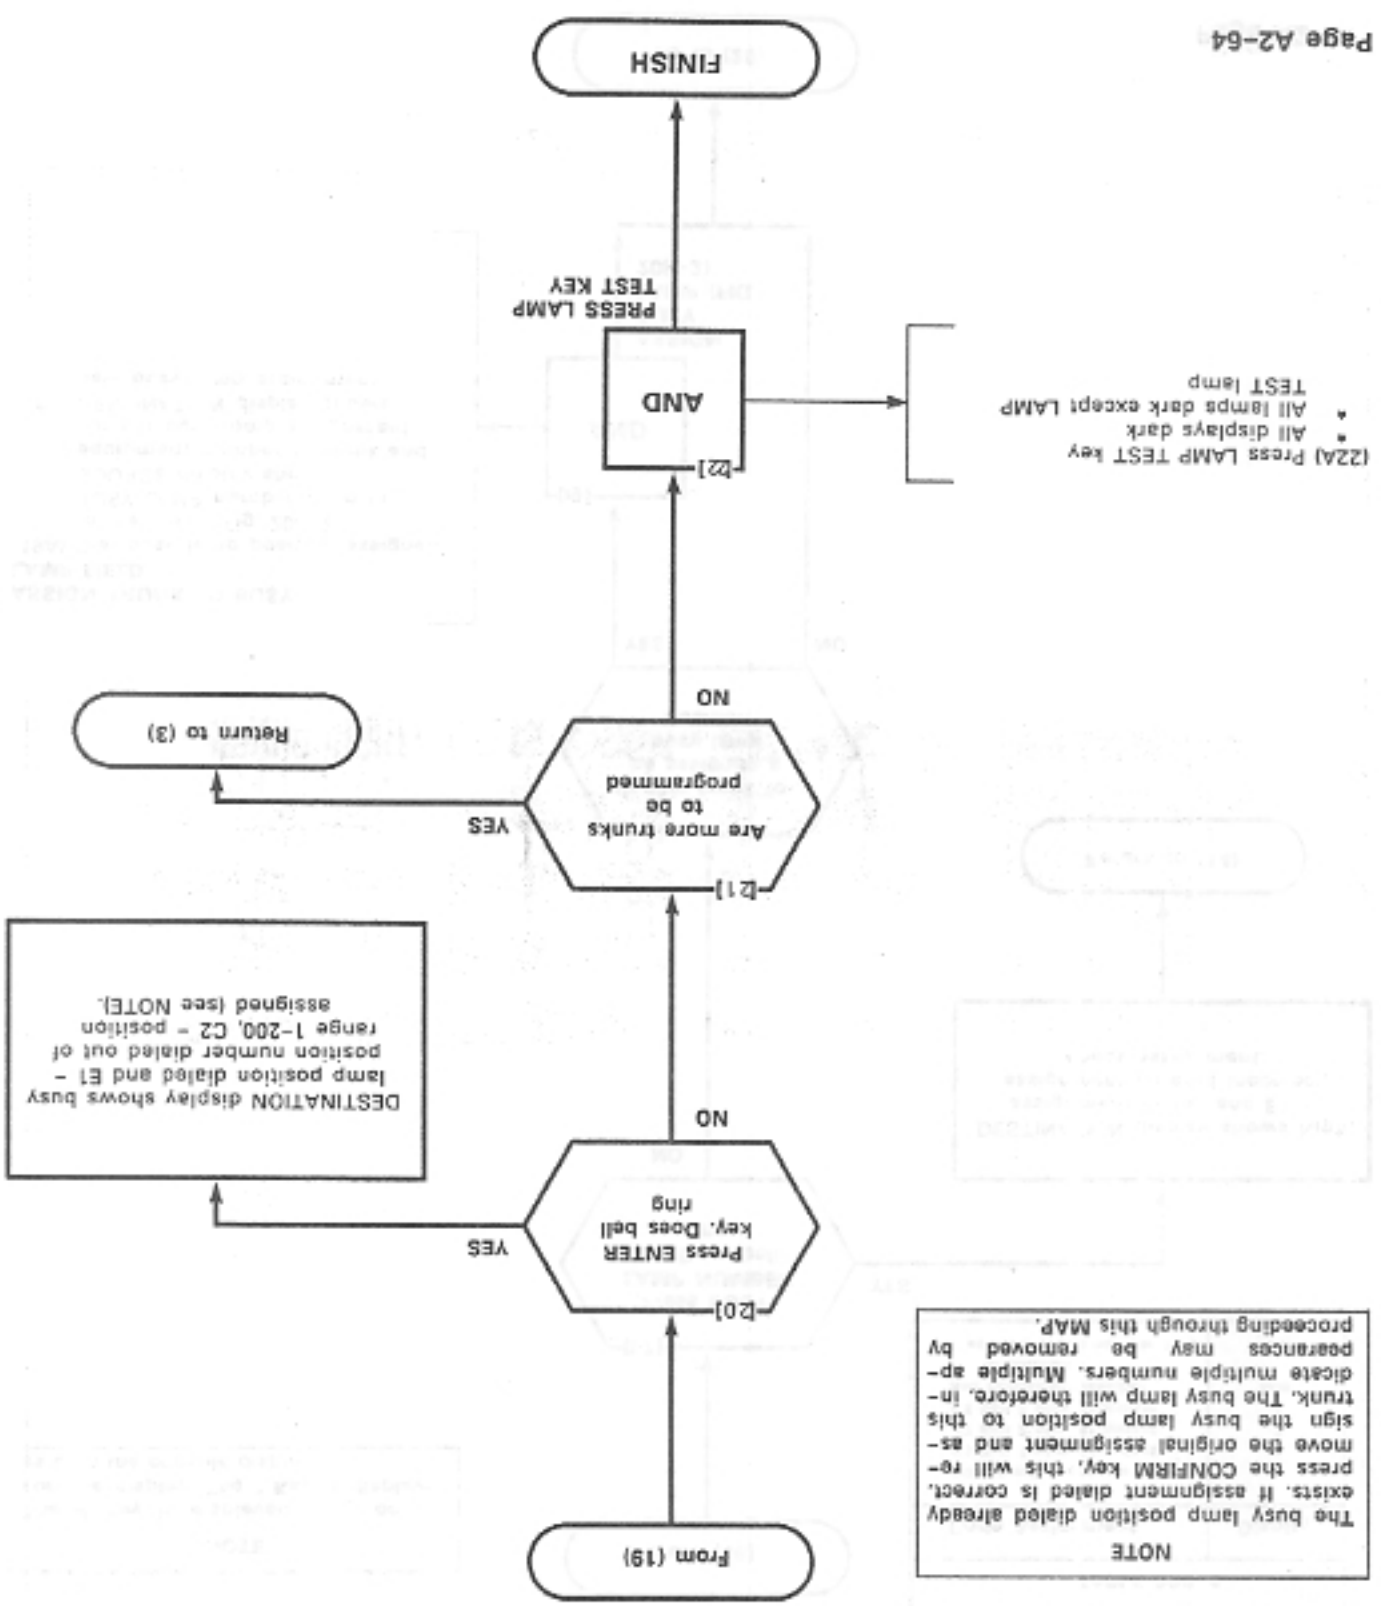 From (19)
NOTE
The busy lamp position dialed already
exists. If assignment dialed is correct,
press the CONFIRM key, this will re-
move the original assignment and as-
sign the busy lamp position to this
trunk. The busy lamp will therefore, in-
dicate multiple numbers. Multiple ap-
pearances may be removed by
proceeding through this MAP.
[20]
Press ENTER
key. Does bell
ring
YES
NO
DESTINATION display shows busy
lamp position dialed and E1 -
position number dialed out of
range 1-200, C2 - position
assigned (see NOTE).
[21]
Are more trunks
to be
programmed
YES
NO
Return to (3)
[22]
AND
(22A) Press LAMP TEST key
• All displays dark
• All lamps dark except LAMP
TEST lamp
PRESS LAMP
TEST KEY
FINISH
Page A2-64